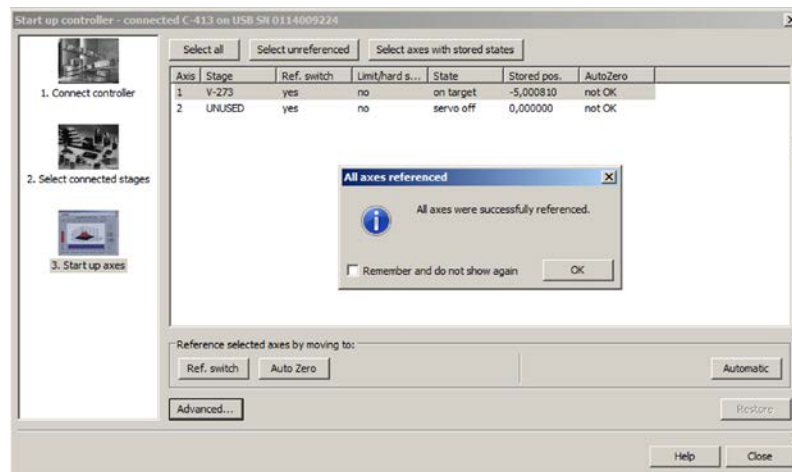 Start up controller - connected C-413 on USB SN 0114009224
Select all Select unreferenced Select axes with stored states
Axis Stage Ref. switch Limit/hard s... State Stored pos. AutoZero
1 V-273 yes no on target -5,000810 not OK
2 UNUSED yes no servo off 0,000000 not OK
1. Connect controller
2. Select connected stages
3. Start up axes
All axes referenced
All axes were successfully referenced.
Remember and do not show again OK
Reference selected axes by moving to:
Ref. switch Auto Zero Automatic
Advanced... Restore
Help Close